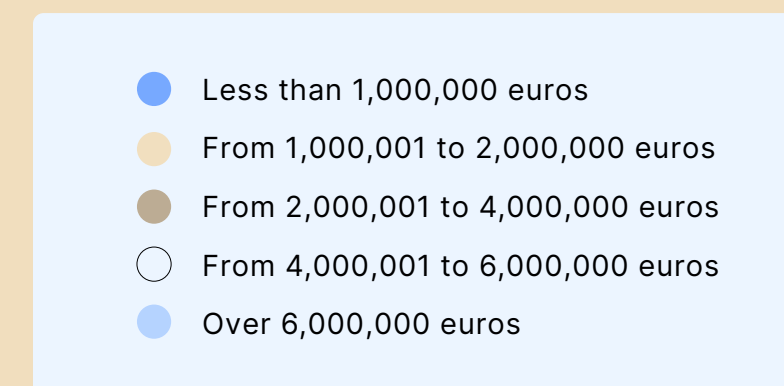 Less than 1,000,000 euros
From 1,000,001 to 2,000,000 euros
From 2,000,001 to 4,000,000 euros
From 4,000,001 to 6,000,000 euros
Over 6,000,000 euros